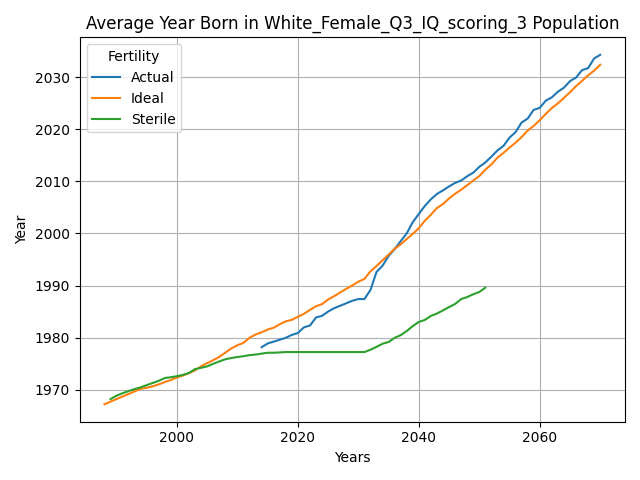 Average Year Born in White_Female_Q3_IQ_scoring_3 Population
Fertility
Actual
Ideal
Sterile
Year
2030
2020
2010
2000
1990
1980
1970
2000
2020
2040
2060
Years